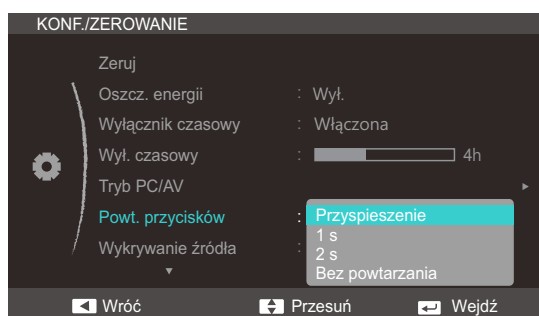 KONF./ZEROWANIE
Zeruj
Oszcz. energii : Wył.
Wyłącznik czasowy : Włączona
Wył. czasowy : 4h
Tryb PC/AV
Powt. przycisków : Przyspieszenie
1 s
2 s
Wykrywanie źródła :
Bez powtarzania
Wróć Przesuń Wejdź